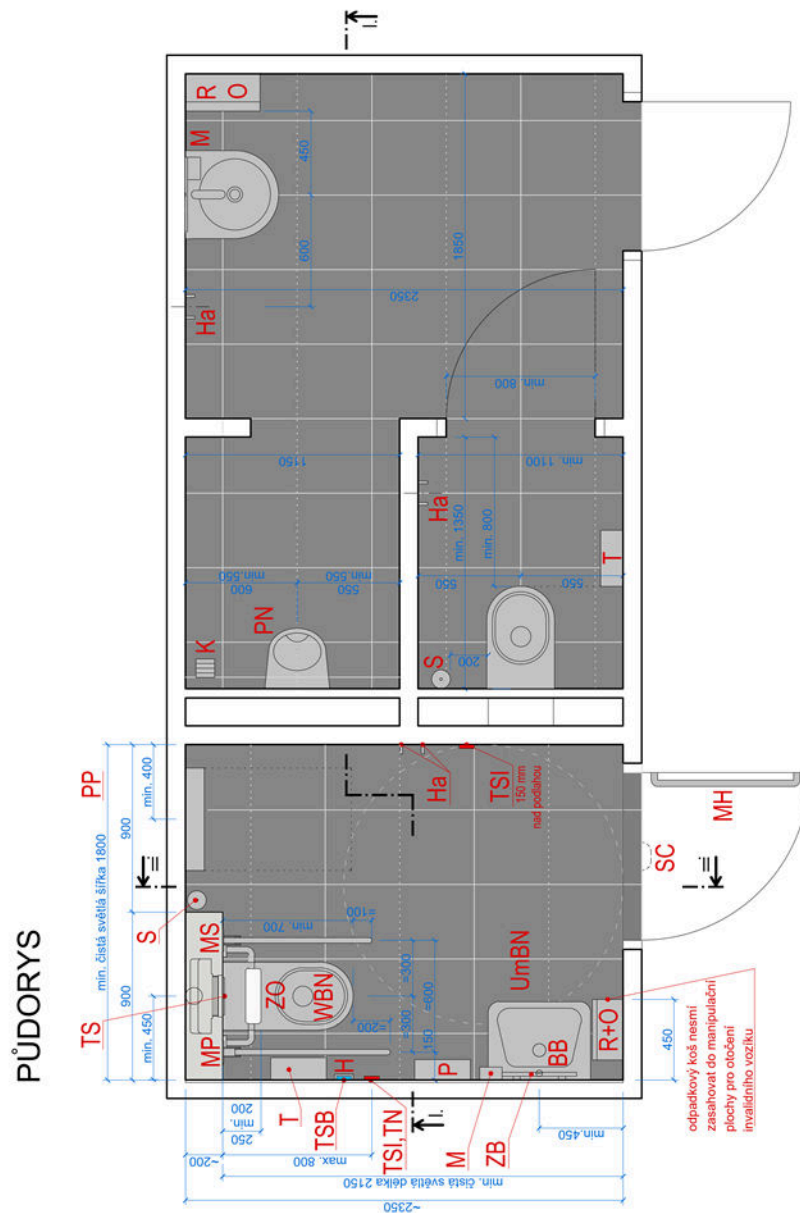 PŮDORYS
TS
S
PP
min. čistá světlá šířka 1800
900
900
min. 450
min. 400
II.
I.
MP
MS
ZO
WBN
min. 700
=100
=300
=300
=600
150
=200
~200
250
min. 200
max. 800
min. čistá světlá délka 2150
~2350
T
TSB
H
TSI,TN
P
M
ZB
I.
UmBN
BB
R+O
450
min.450
odpadkový koš nesmí
zasahovat do manipulační
plochy pro otočení
invalidního vozíku
Ha
TSI
150 mm
nad podlahou
SC
MH
II.
K
PN
min.550
600
min.550
550
1150
S
200
550
550
min. 1350
min. 800
min. 1100
T
Ha
min. 800
Ha
2350
1850
600
450
M
R
O